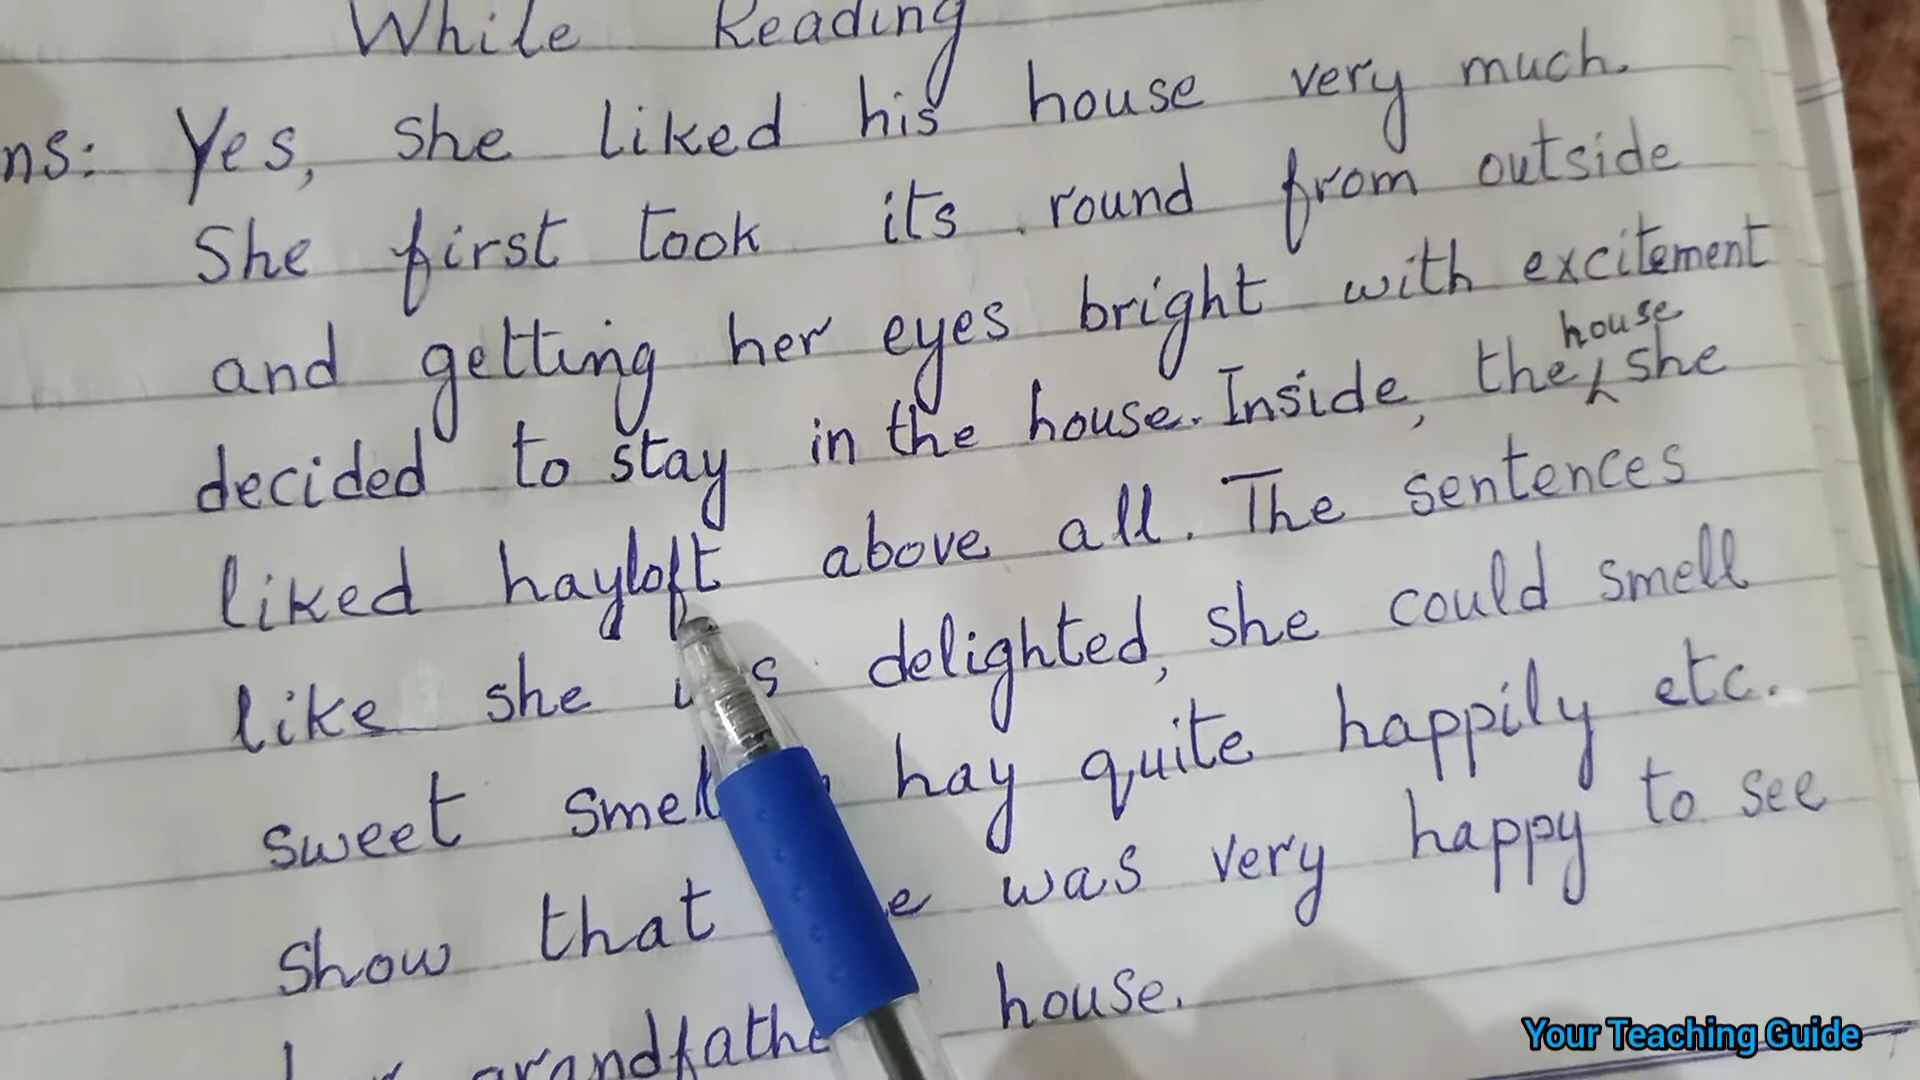 While Reading
ns: Yes, she liked his house very much.
She first took its round from outside
and getting her eyes bright with excitement
decided to stay in the house. Inside, the house she
liked hayloft above all. The sentences
like she delighted, she could smell
sweet hay quite happily etc.
show that was very happy to see
house.
Your Teaching Guide